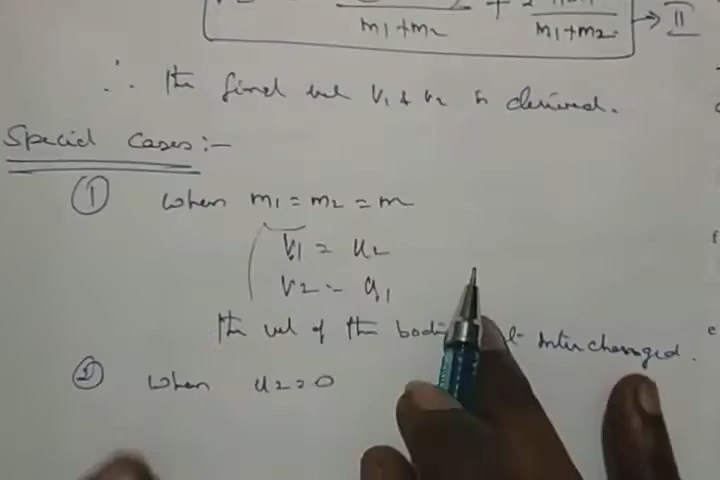 m1+m2 + m1+m2 → II
∴ the final vel V1 & V2 is derived.
Special Cases:-
① When m1 = m2 = m
V1 = u2
V2 = u1
the vel of the bodi Interchanged.
② When u2 = 0